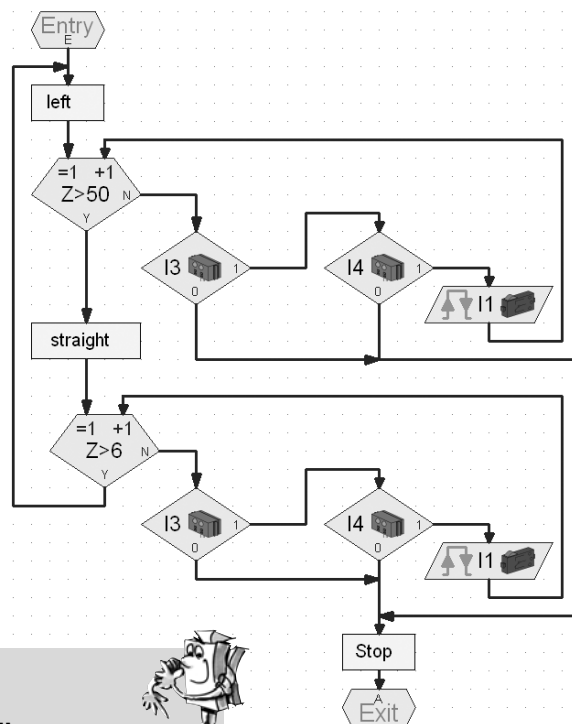 Entry
E
left
=1 +1
Z>50
N
Y
I3
1
0
I4
1
0
I1
straight
=1 +1
Z>6
N
Y
I3
1
0
I4
1
0
I1
Stop
A
Exit